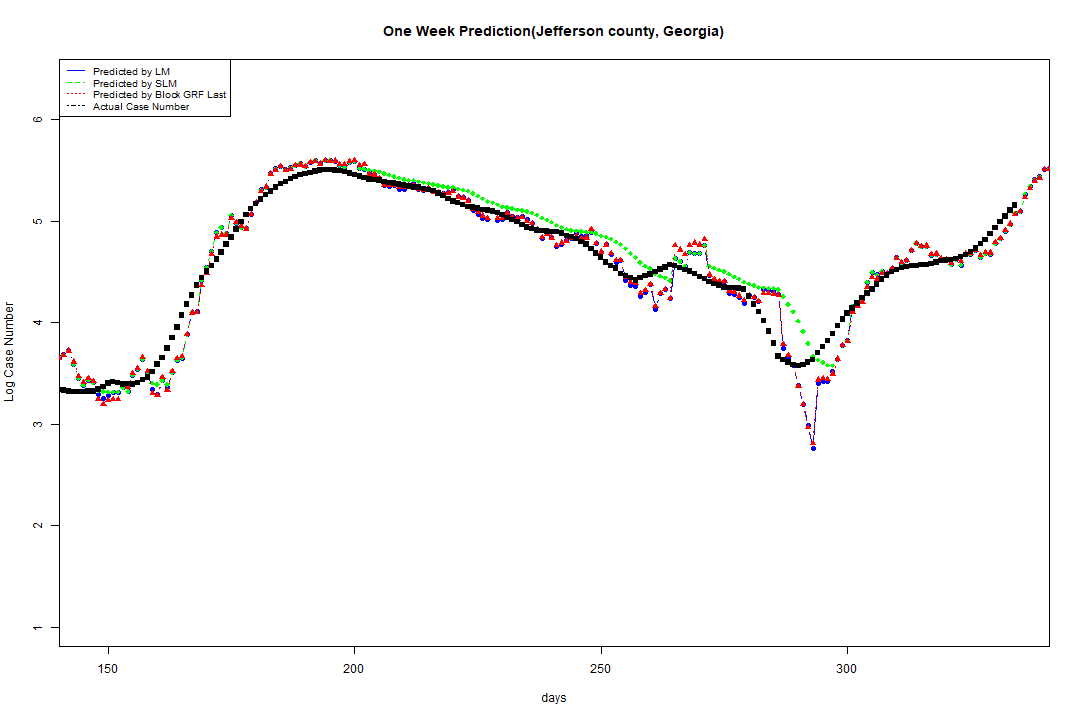 One Week Prediction(Jefferson county, Georgia)
Predicted by LM
Predicted by SLM
Predicted by Block GRF Last
Actual Case Number
6
5
4
3
2
1
Log Case Number
150 200 250 300
days